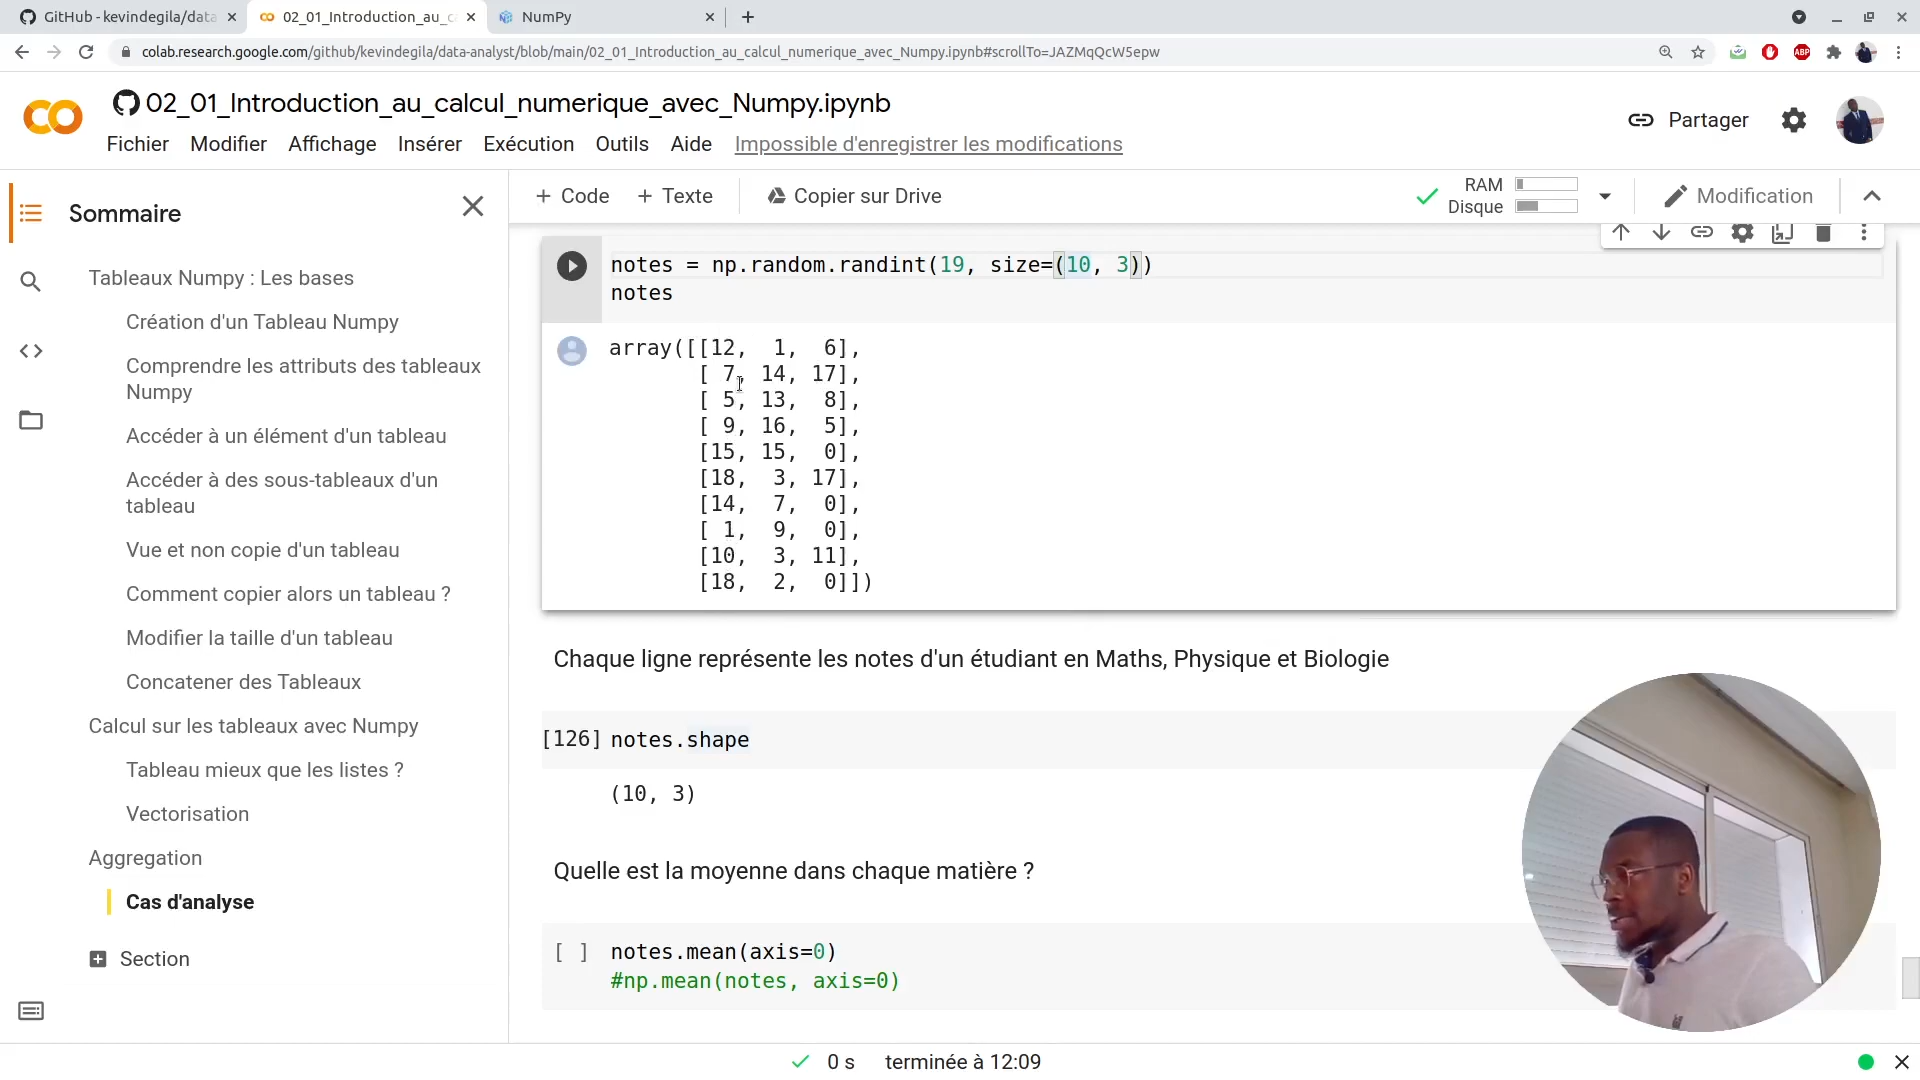 GitHub - kevindegila/data
02_01_Introduction_au_c
NumPy
colab.research.google.com/github/kevindegila/data-analyst/blob/main/02_01_Introduction_au_calcul_numerique_avec_Numpy.ipynb#scrollTo=JAZMqQcW5epw
ABP
02_01_Introduction_au_calcul_numerique_avec_Numpy.ipynb
Partager
Fichier Modifier Affichage Insérer Exécution Outils Aide Impossible d'enregistrer les modifications
Sommaire
+ Code + Texte Copier sur Drive
RAM
Disque
Modification
Tableaux Numpy : Les bases
Création d'un Tableau Numpy
Comprendre les attributs des tableaux
Numpy
Accéder à un élément d'un tableau
Accéder à des sous-tableaux d'un
tableau
Vue et non copie d'un tableau
Comment copier alors un tableau ?
Modifier la taille d'un tableau
Concatener des Tableaux
Calcul sur les tableaux avec Numpy
Tableau mieux que les listes ?
Vectorisation
Aggregation
Cas d'analyse
Section
notes = np.random.randint(19, size=(10, 3))
notes
array([[12, 1, 6],
[ 7, 14, 17],
[ 5, 13, 8],
[ 9, 16, 5],
[15, 15, 0],
[18, 3, 17],
[14, 7, 0],
[ 1, 9, 0],
[10, 3, 11],
[18, 2, 0]])
Chaque ligne représente les notes d'un étudiant en Maths, Physique et Biologie
[126] notes.shape
(10, 3)
Quelle est la moyenne dans chaque matière ?
[ ] notes.mean(axis=0)
#np.mean(notes, axis=0)
0 s terminée à 12:09